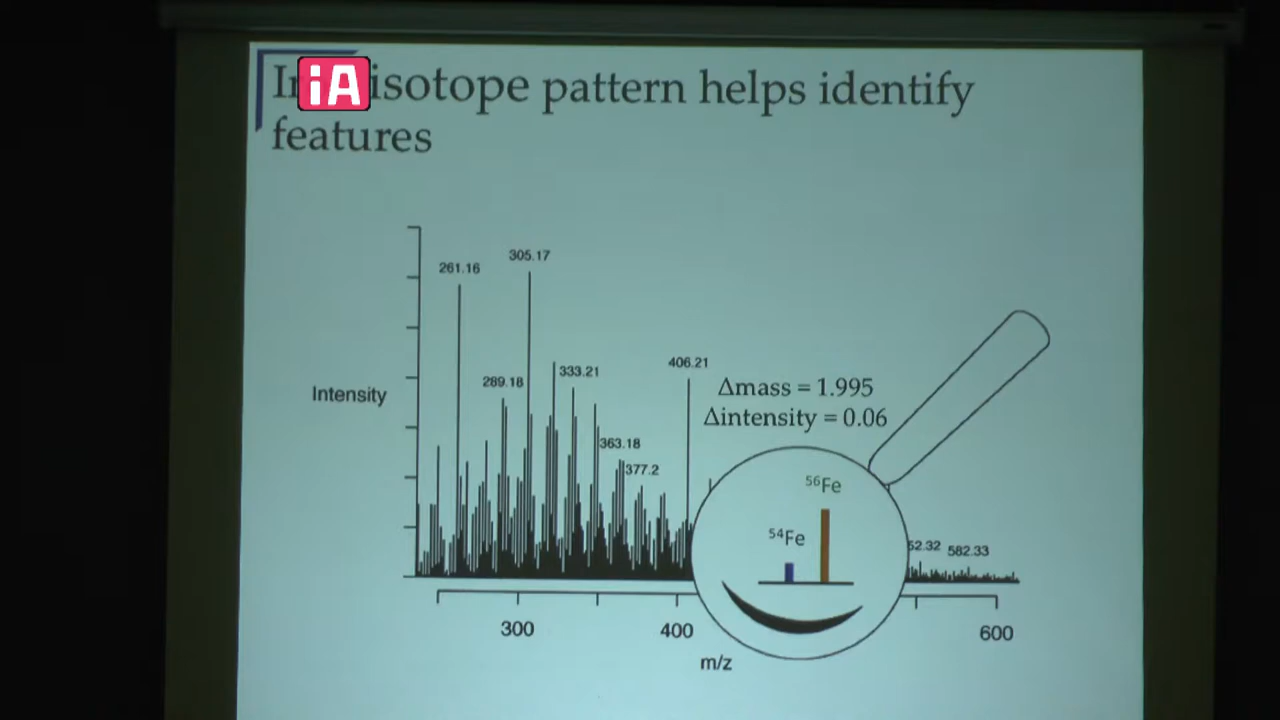 iA isotope pattern helps identify
features
261.16
305.17
289.18
333.21
406.21
363.18
377.2
Intensity
Δmass = 1.995
Δintensity = 0.06
⁵⁶Fe
⁵⁴Fe
582.33
300
400
600
m/z